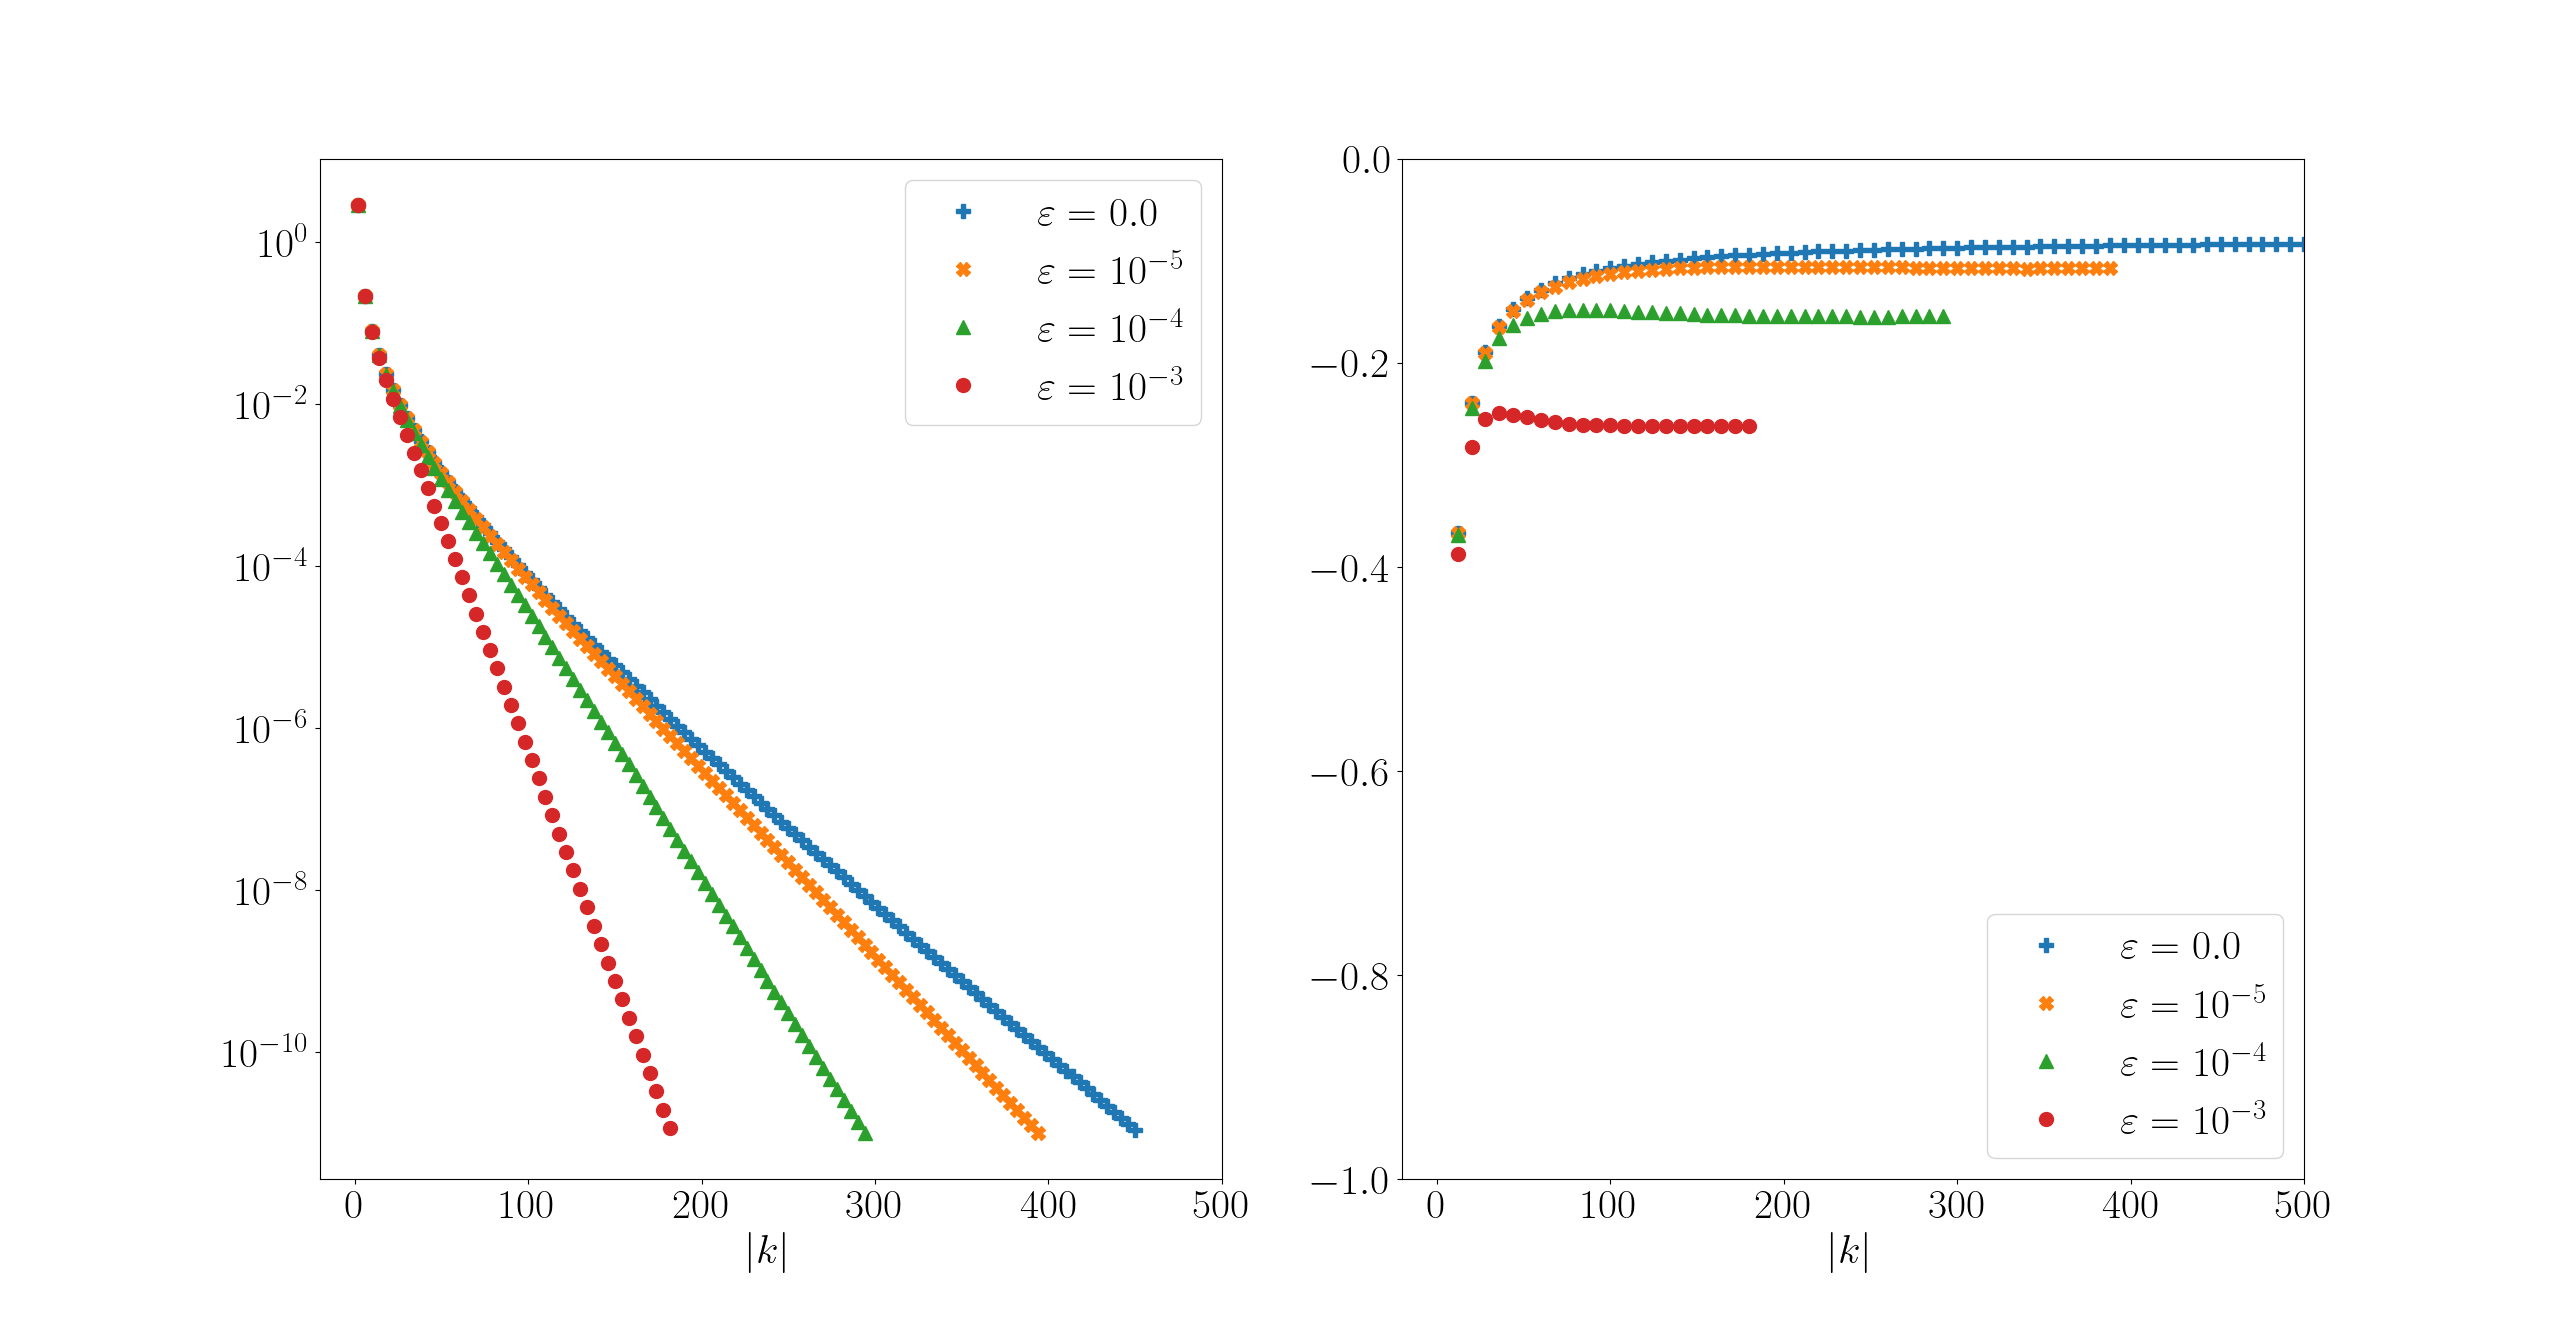 10^0
10^{-2}
10^{-4}
10^{-6}
10^{-8}
10^{-10}
0 100 200 300 400 500
|k|
ε = 0.0
ε = 10^{-5}
ε = 10^{-4}
ε = 10^{-3}
0.0
−0.2
−0.4
−0.6
−0.8
−1.0
0 100 200 300 400 500
|k|
ε = 0.0
ε = 10^{-5}
ε = 10^{-4}
ε = 10^{-3}